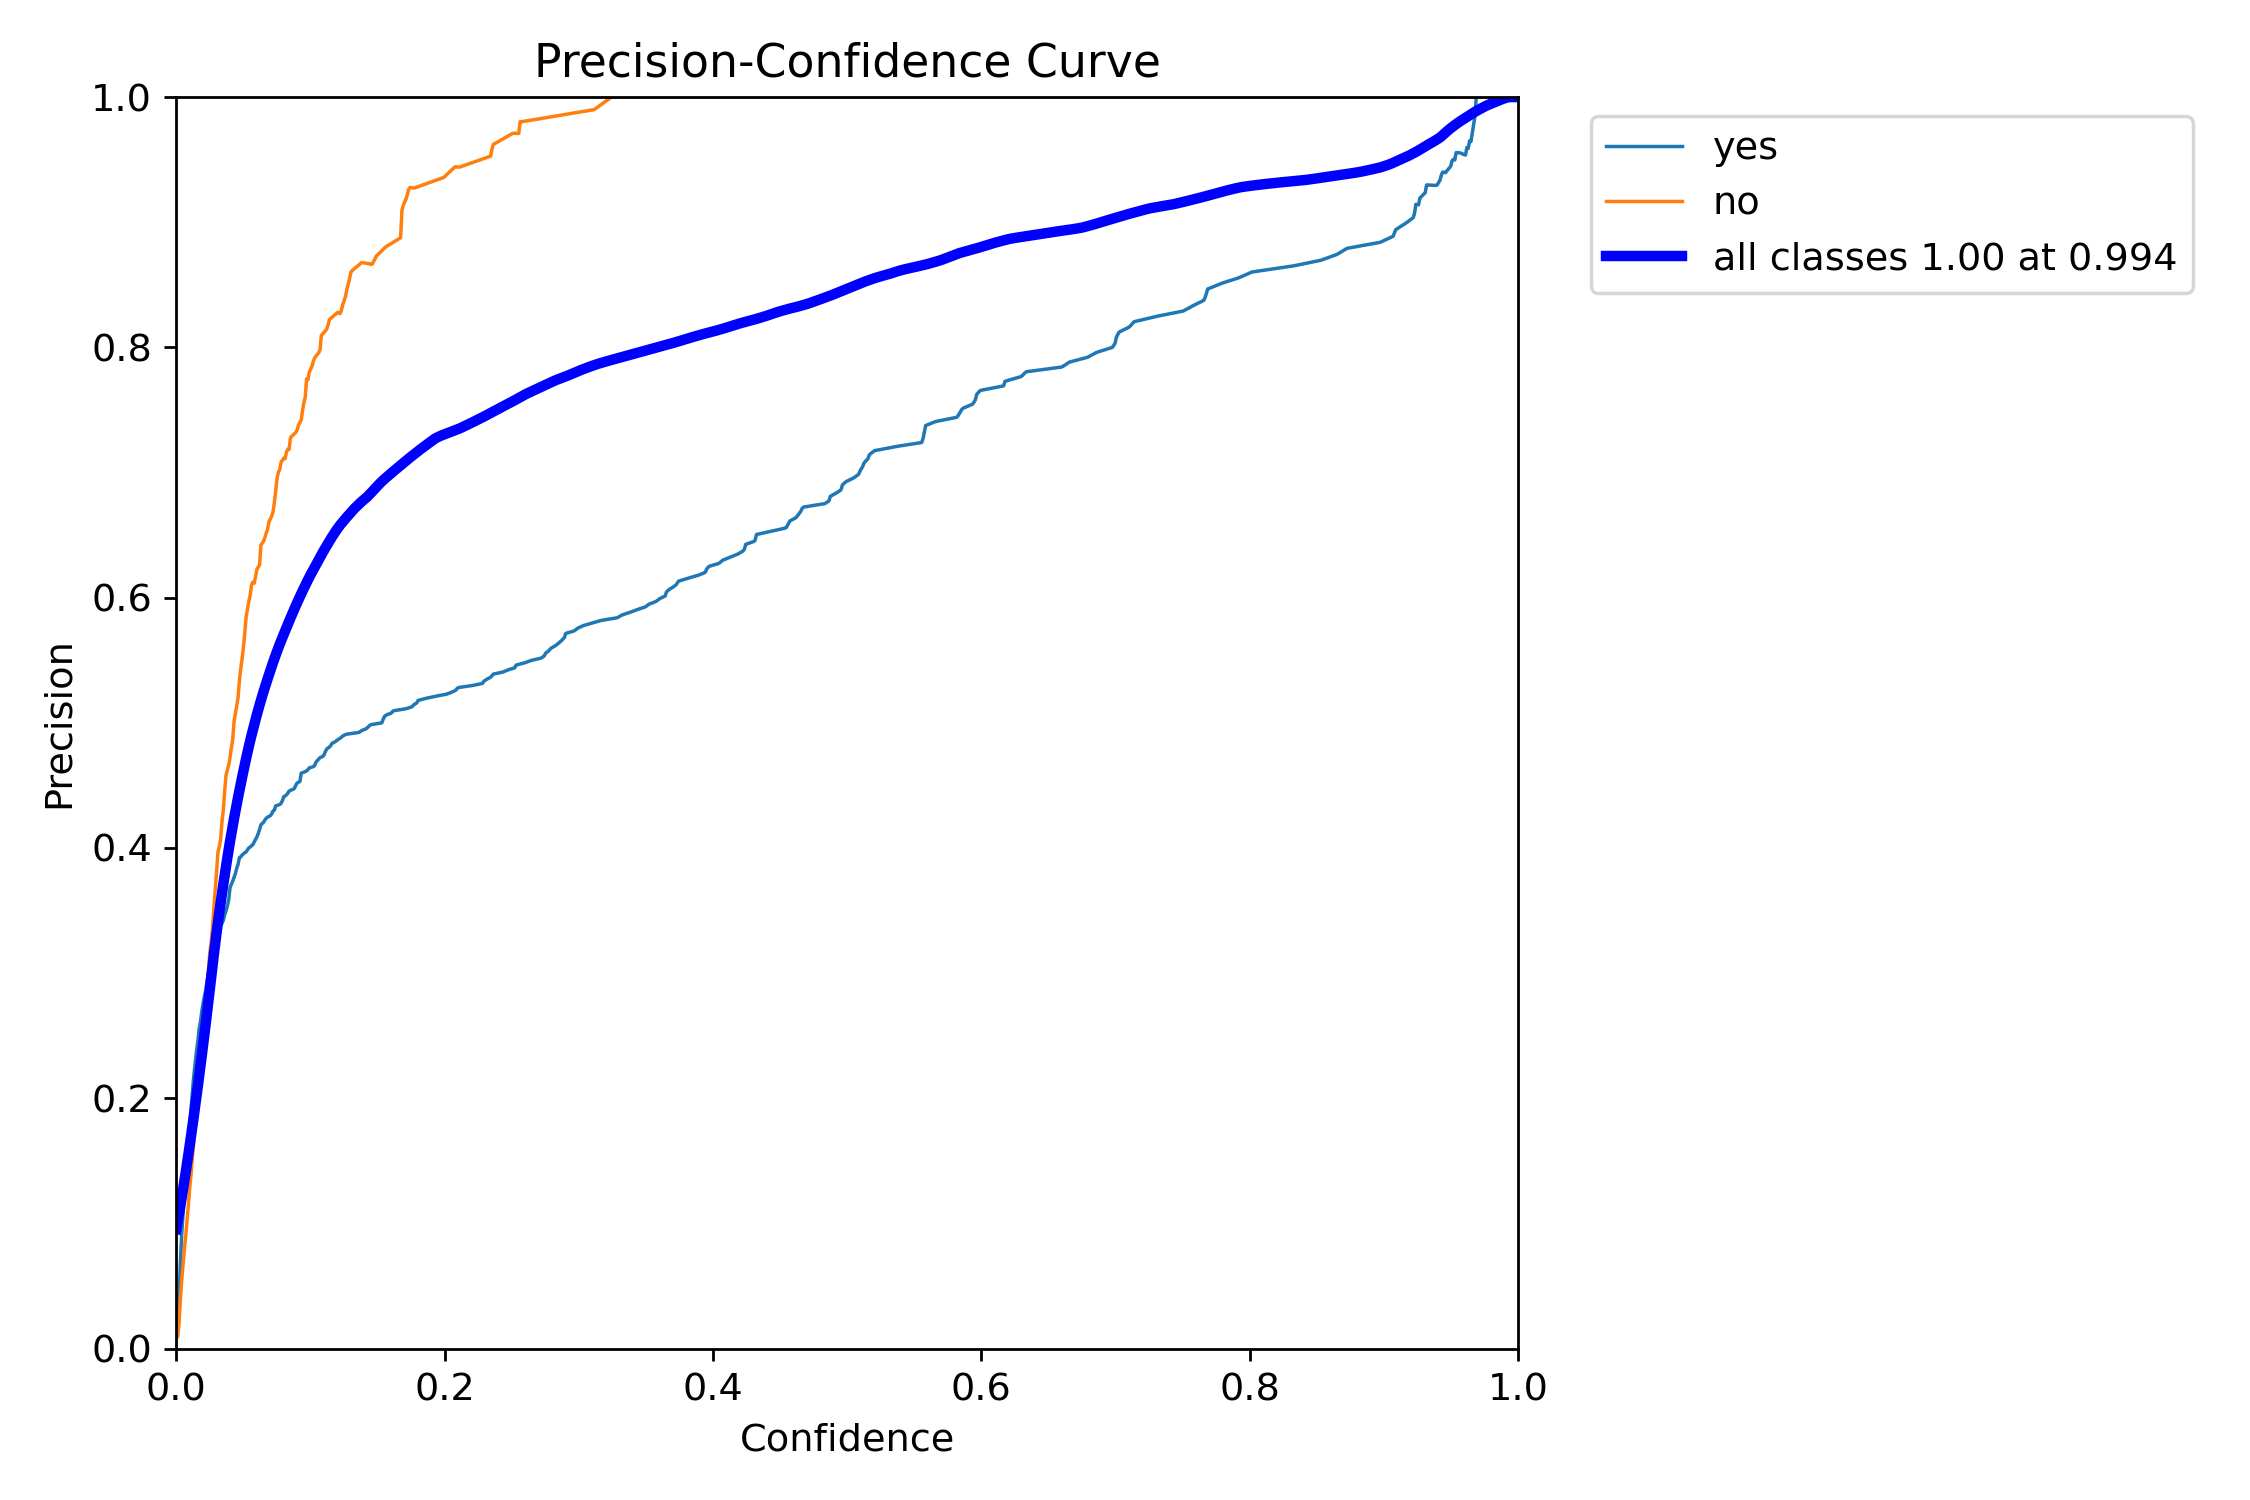 Precision-Confidence Curve
1.0
0.8
0.6
0.4
0.2
0.0
Precision
0.0 0.2 0.4 0.6 0.8 1.0
Confidence
yes
no
all classes 1.00 at 0.994